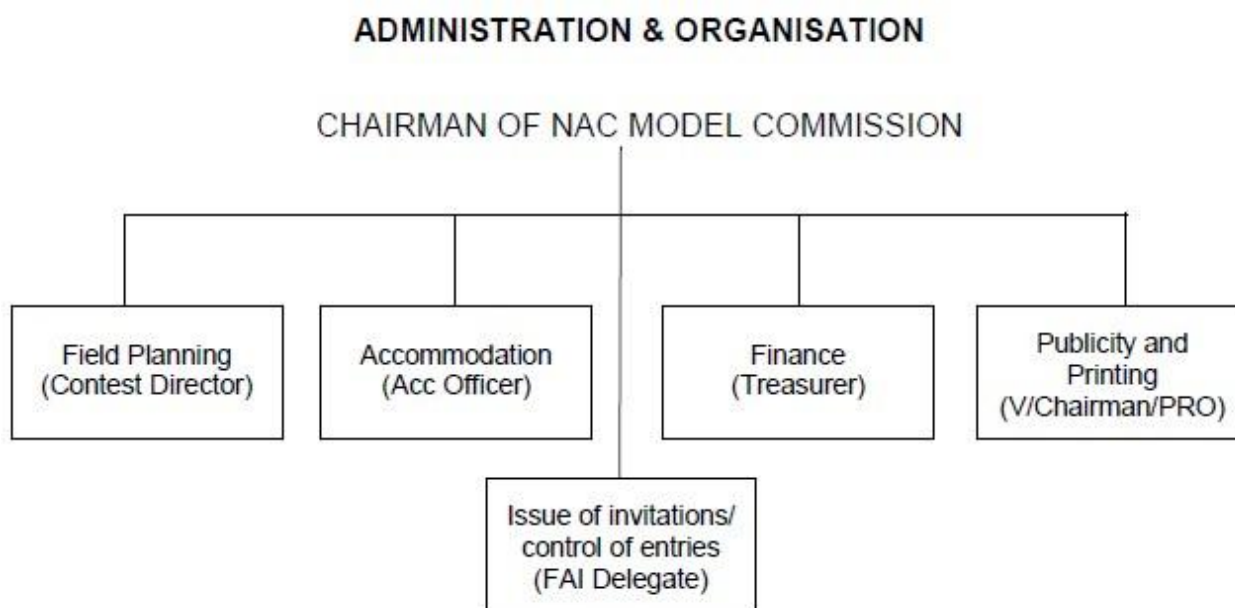 ADMINISTRATION & ORGANISATION
CHAIRMAN OF NAC MODEL COMMISSION
Field Planning
(Contest Director)
Accommodation
(Acc Officer)
Finance
(Treasurer)
Publicity and
Printing
(V/Chairman/PRO)
Issue of invitations/
control of entries
(FAI Delegate)